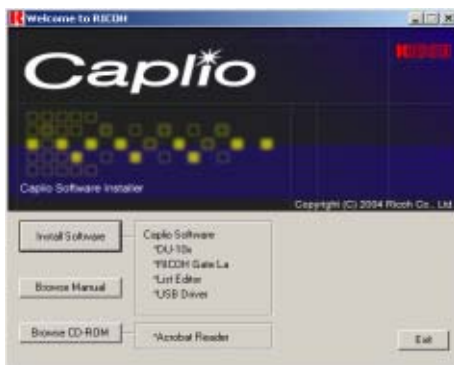 Welcome to RICOH
RICOH
Caplio
Caplio Software Installer
Copyright (C) 2004 Ricoh Co., Ltd
Install Software
Caplio Software
*DU-10x
*RICOH Gate La
*List Editor
*USB Driver
Browse Manual
Browse CD-ROM
*Acrobat Reader
Exit